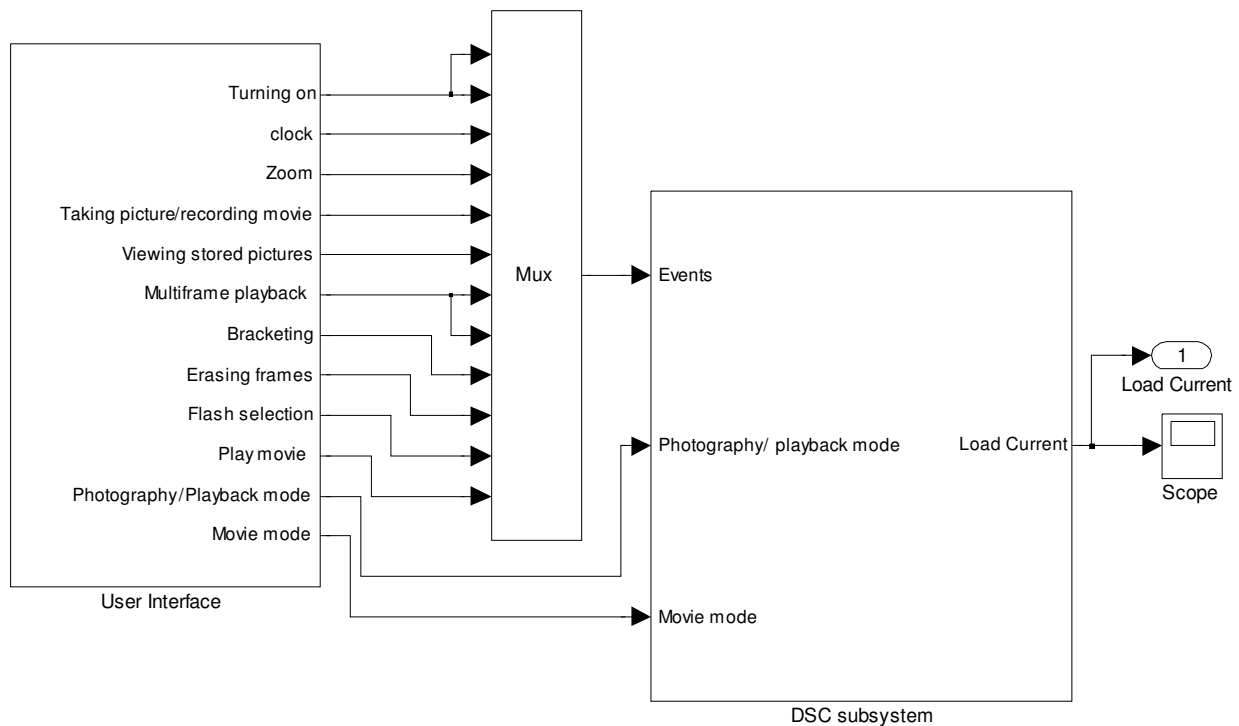 Turning on
clock
Zoom
Taking picture/recording movie
Viewing stored pictures
Multiframe playback
Bracketing
Erasing frames
Flash selection
Play movie
Photography/Playback mode
Movie mode
User Interface
Mux
Events
Photography/ playback mode
Movie mode
Load Current
DSC subsystem
1
Load Current
Scope